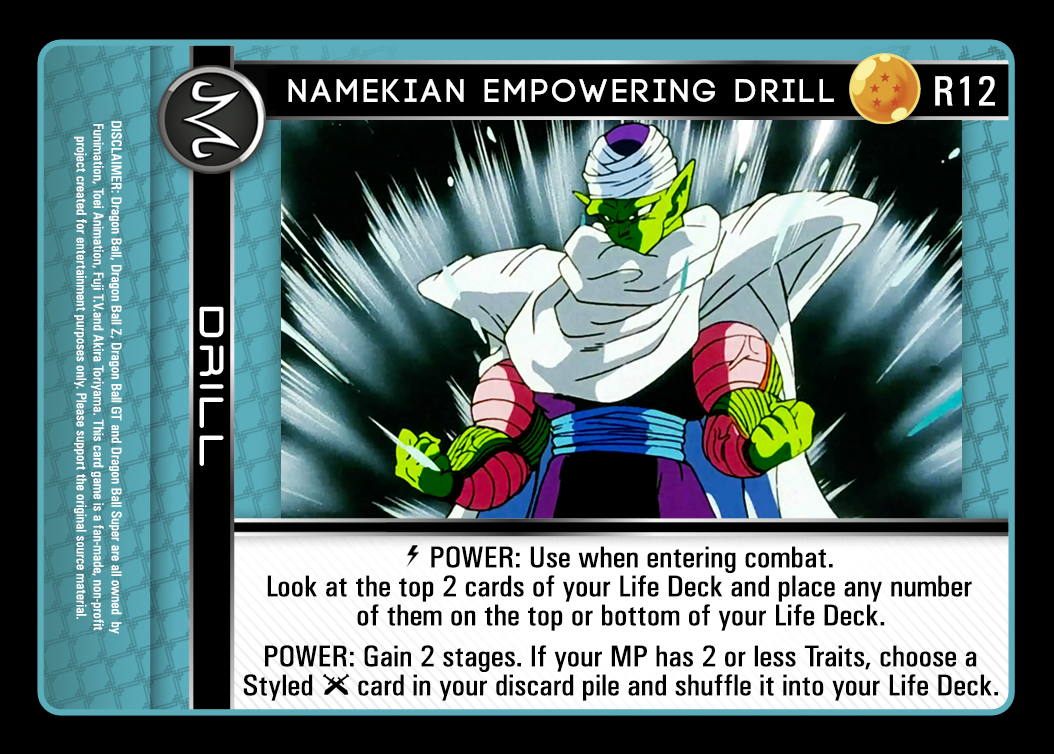 NAMEKIAN EMPOWERING DRILL R12
DRILL
DISCLAIMER: Dragon Ball, Dragon Ball Z, Dragon Ball GT and Dragon Ball Super are all owned by
Funimation, Toei Animation, Fuji T.V.and Akira Toriyama. This card game is a fan-made, non-profit
project created for entertainment purposes only. Please support the original source material.
POWER: Use when entering combat.
Look at the top 2 cards of your Life Deck and place any number
of them on the top or bottom of your Life Deck.
POWER: Gain 2 stages. If your MP has 2 or less Traits, choose a
Styled card in your discard pile and shuffle it into your Life Deck.